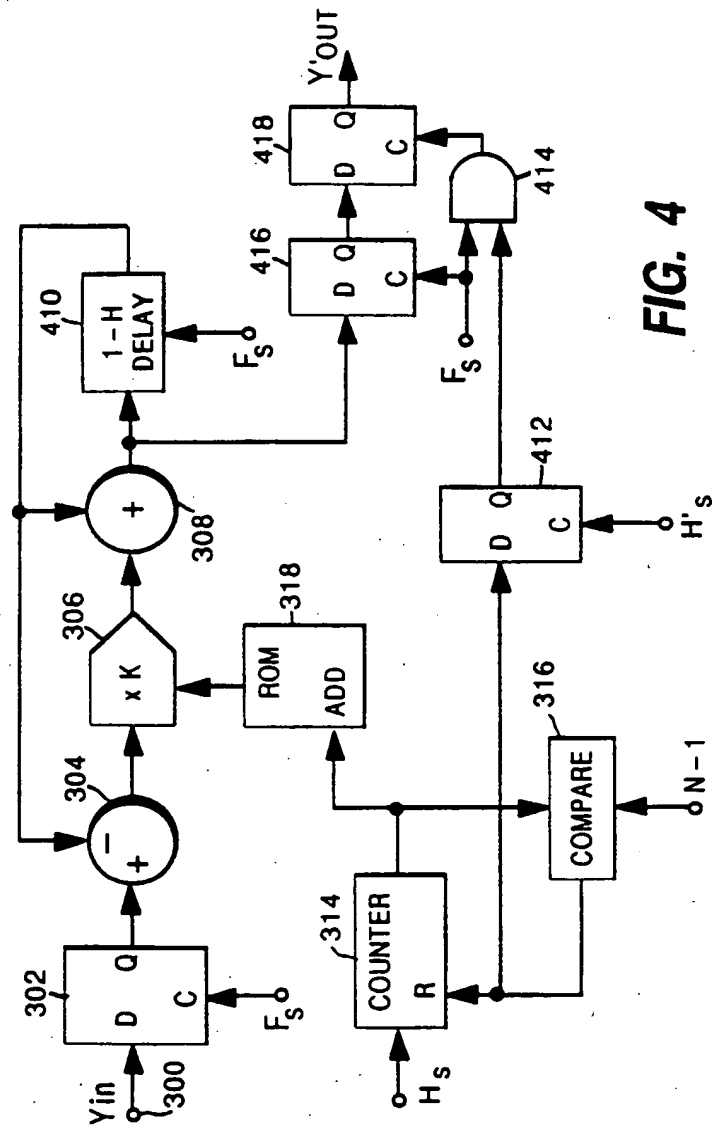 Yin
300
302
D Q
C
F_S
304
-
+
306
x K
308
+
410
1-H
DELAY
F_S
318
ROM
ADD
314
COUNTER
R
H_S
316
COMPARE
N-1
412
D Q
C
H'_S
416
D Q
C
F_S
418
D Q
C
414
Y'OUT
FIG. 4